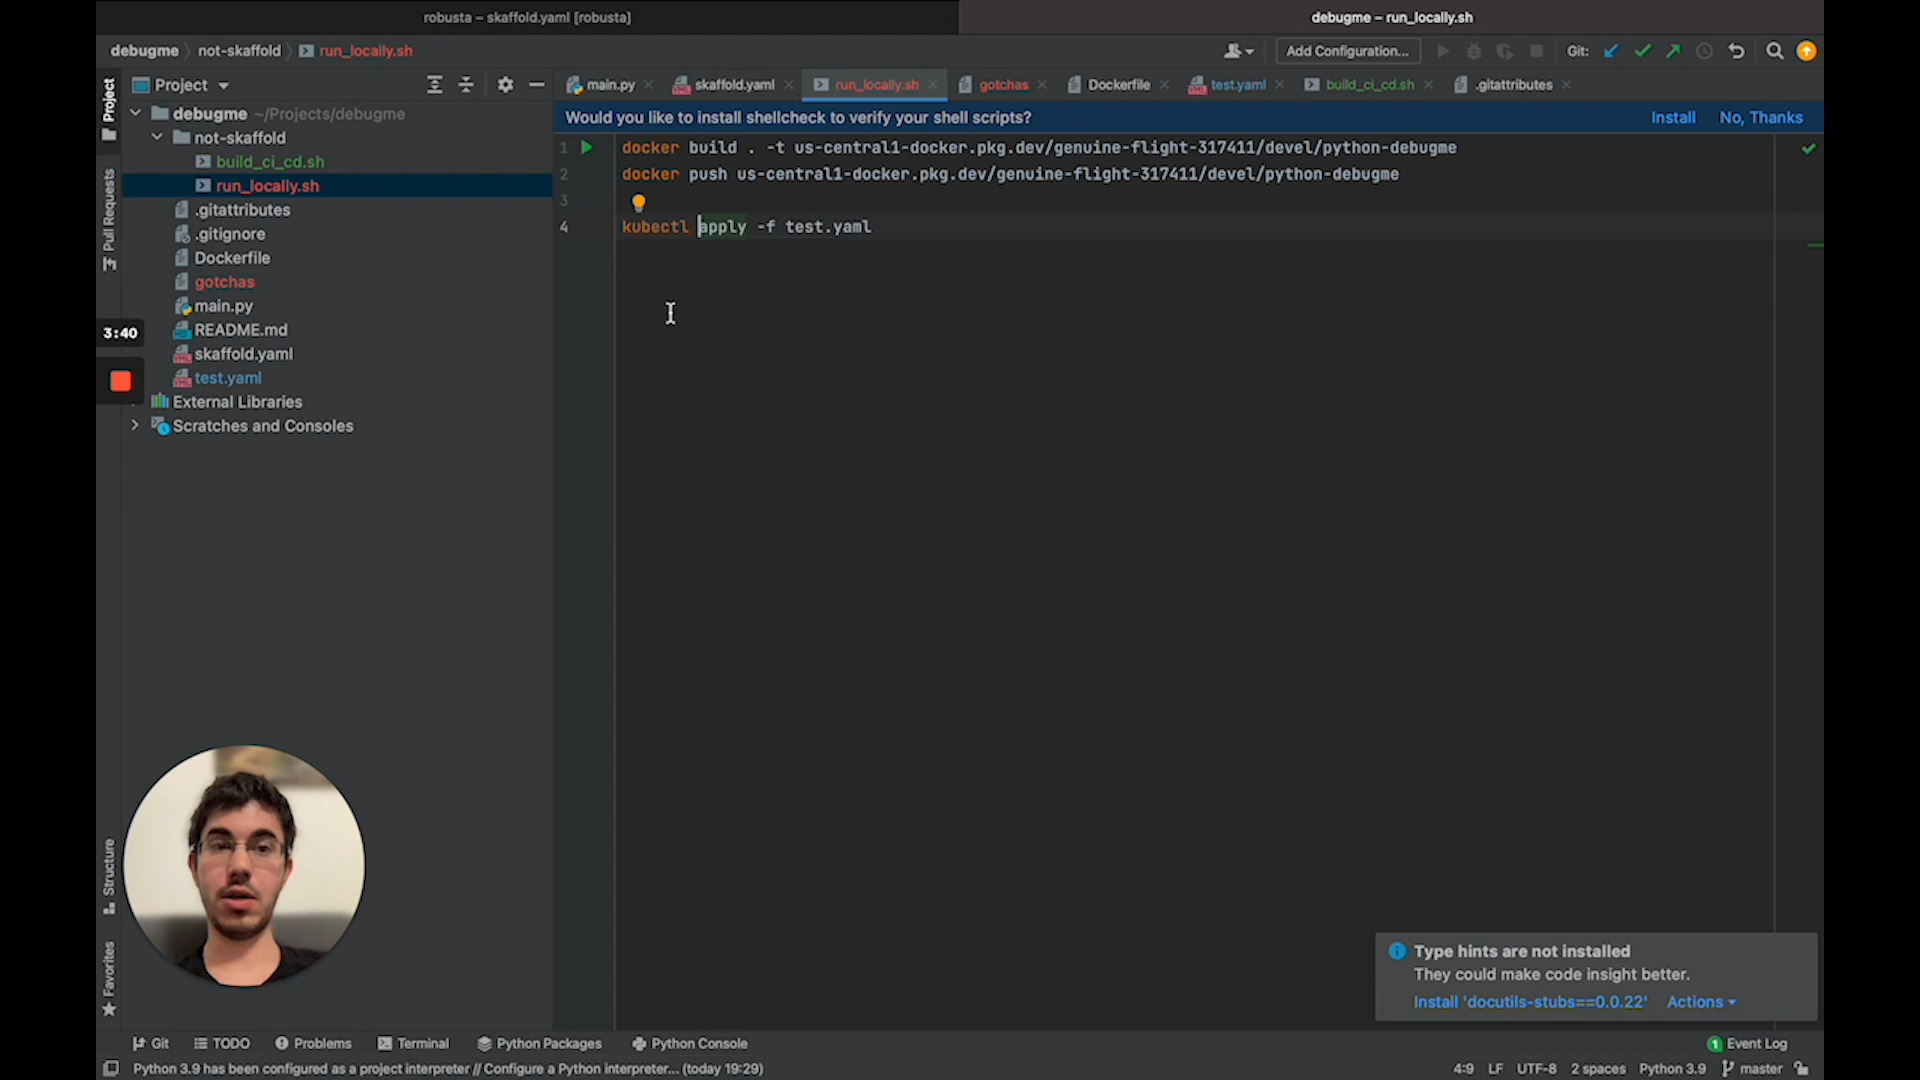 robusta – skaffold.yaml [robusta]
debugme – run_locally.sh
debugme
not-skaffold
run_locally.sh
Add Configuration...
Git:
Project
main.py
skaffold.yaml
run_locally.sh
gotchas
Dockerfile
test.yaml
build_ci_cd.sh
.gitattributes
Project
Pull Requests
Structure
Favorites
debugme ~/Projects/debugme
not-skaffold
build_ci_cd.sh
run_locally.sh
.gitattributes
.gitignore
Dockerfile
gotchas
main.py
README.md
skaffold.yaml
test.yaml
External Libraries
Scratches and Consoles
3:40
Would you like to install shellcheck to verify your shell scripts?
Install
No, Thanks
1 docker build . -t us-central1-docker.pkg.dev/genuine-flight-317411/devel/python-debugme
2 docker push us-central1-docker.pkg.dev/genuine-flight-317411/devel/python-debugme
3
4 kubectl apply -f test.yaml
Type hints are not installed
They could make code insight better.
Install 'docutils-stubs==0.0.22' Actions
Git
TODO
Problems
Terminal
Python Packages
Python Console
1 Event Log
Python 3.9 has been configured as a project interpreter // Configure a Python interpreter... (today 19:29)
4:9
LF
UTF-8
2 spaces
Python 3.9
master